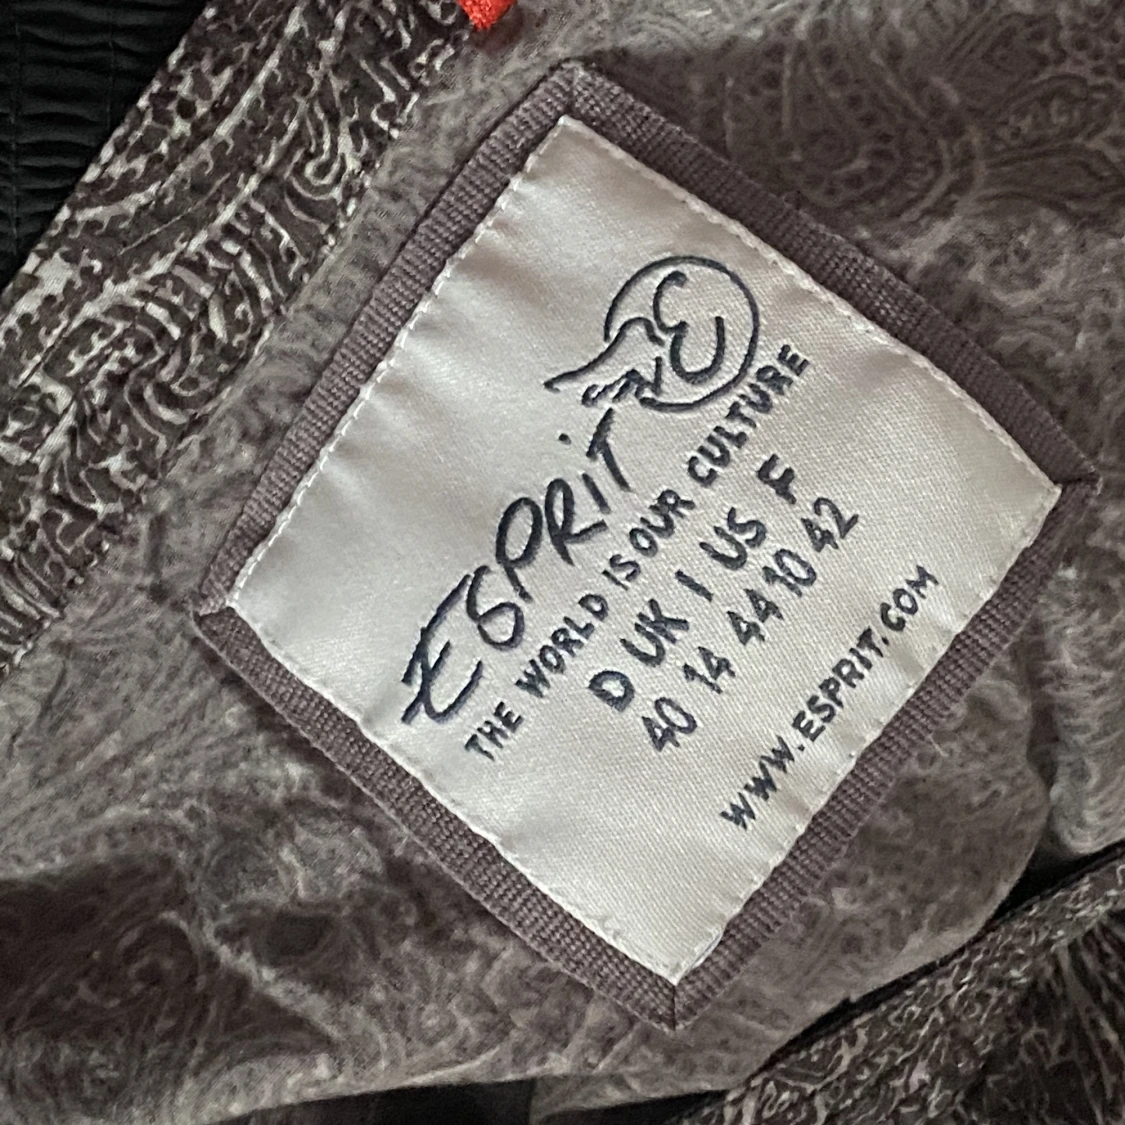 E
ESPRiT
THE WORLD IS OUR CULTURE
D UK I US F
40 14 44 10 42
WWW.ESPRIT.COM